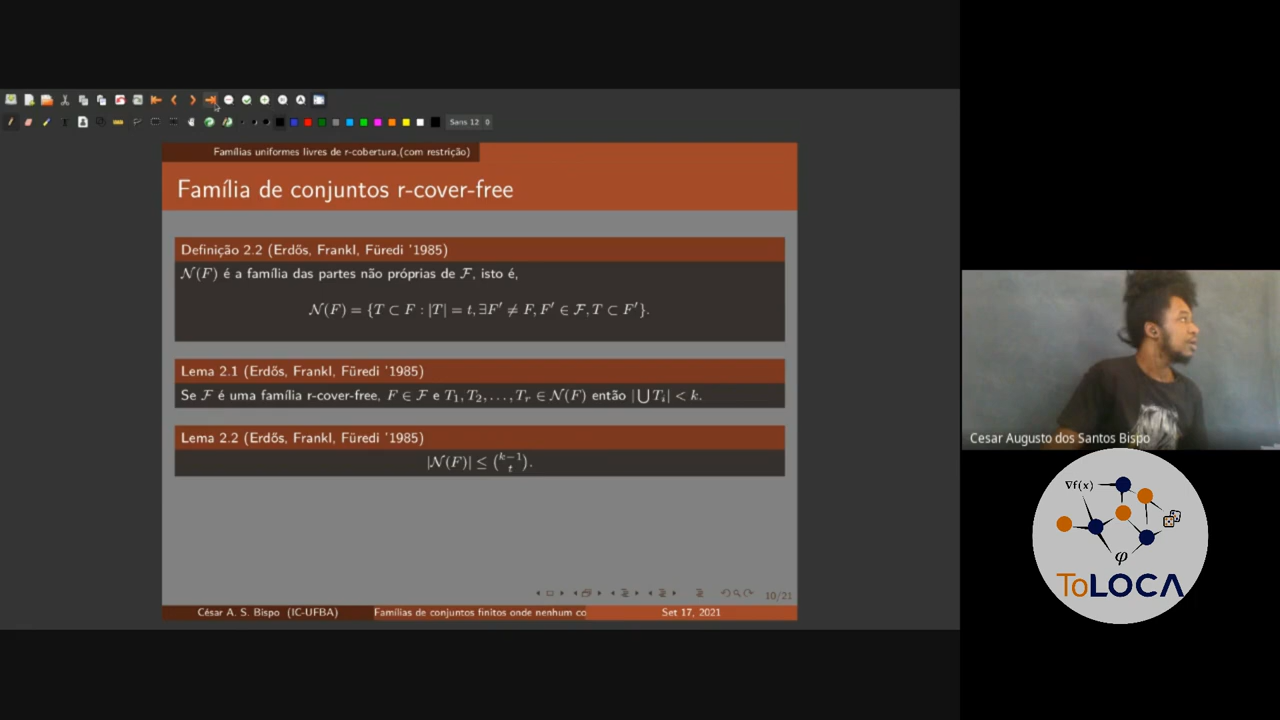 Sans 12
Famílias uniformes livres de r-cobertura,(com restrição)
Família de conjuntos r-cover-free
Definição 2.2 (Erdős, Frankl, Füredi '1985)
𝒩(F) é a família das partes não próprias de ℱ, isto é,
𝒩(F) = {T ⊂ F : |T| = t, ∃F′ ≠ F, F′ ∈ ℱ, T ⊂ F′}.
Lema 2.1 (Erdős, Frankl, Füredi '1985)
Se ℱ é uma família r-cover-free, F ∈ ℱ e T₁, T₂, . . . , Tᵣ ∈ 𝒩(F) então |⋃Tᵢ| < k.
Lema 2.2 (Erdős, Frankl, Füredi '1985)
|𝒩(F)| ≤ (k−1 t).
10/21
César A. S. Bispo (IC-UFBA)
Famílias de conjuntos finitos onde nenhum co
Set 17, 2021
Cesar Augusto dos Santos Bispo
∇f(x)
φ
ToLOCA